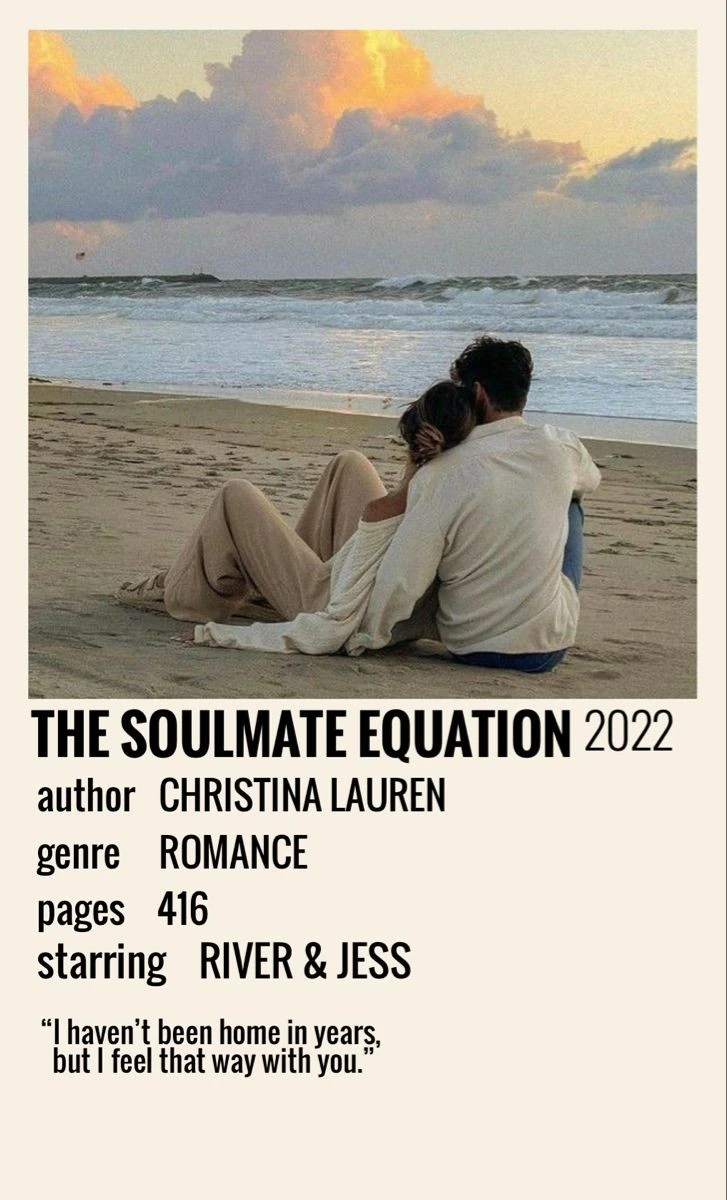 THE SOULMATE EQUATION 2022
author CHRISTINA LAUREN
genre ROMANCE
pages 416
starring RIVER & JESS
“I haven’t been home in years,
but I feel that way with you.”